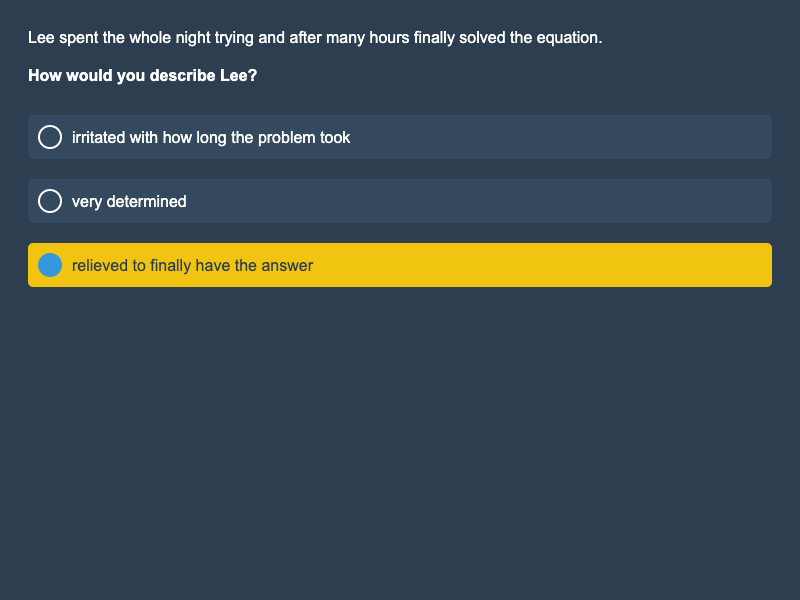 Lee spent the whole night trying and after many hours finally solved the equation.
How would you describe Lee?
irritated with how long the problem took
very determined
relieved to finally have the answer